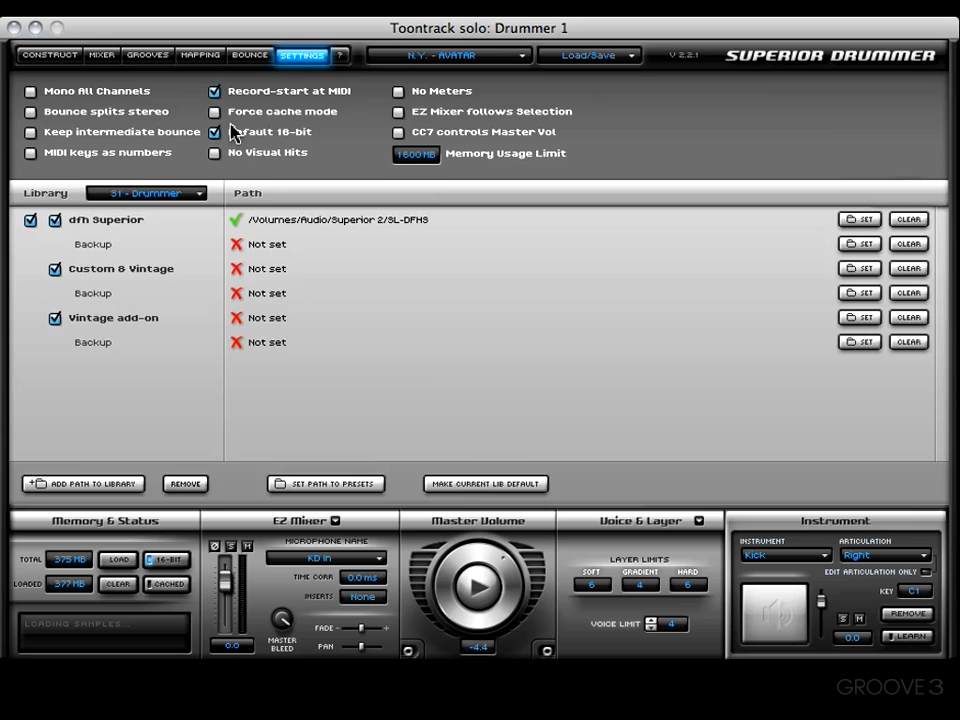 Toontrack solo: Drummer 1
CONSTRUCT MIXER GROOVES MAPPING BOUNCE SETTINGS ? N.Y. - AVATAR Load/Save V 2.2.1 SUPERIOR DRUMMER
Mono All Channels Record-start at MIDI No Meters
Bounce splits stereo Force cache mode EZ Mixer follows Selection
Keep intermediate bounce Default 16-bit CC7 controls Master Vol
MIDI keys as numbers No Visual Hits 1600 MB Memory Usage Limit
Library S1 - Drummer Path
dfh Superior /Volumes/Audio/Superior 2/SL-DFHS SET CLEAR
Backup Not set SET CLEAR
Custom & Vintage Not set SET CLEAR
Backup Not set SET CLEAR
Vintage add-on Not set SET CLEAR
Backup Not set SET CLEAR
ADD PATH TO LIBRARY REMOVE SET PATH TO PRESETS MAKE CURRENT LIB DEFAULT
Memory & Status EZ Mixer Master Volume Voice & Layer Instrument
TOTAL 375 MB LOAD 16-BIT
LOADED 377 MB CLEAR CACHED
LOADING SAMPLES...
S M MICROPHONE NAME
KD In
TIME CORR 0.0 ms
INSERTS None
MASTER BLEED
FADE - +
PAN
0.0
-4.4
LAYER LIMITS
SOFT GRADIENT HARD
6 4 6
VOICE LIMIT 4
INSTRUMENT ARTICULATION
Kick Right
EDIT ARTICULATION ONLY
KEY C1
S M REMOVE
0.0 LEARN
GROOVE3